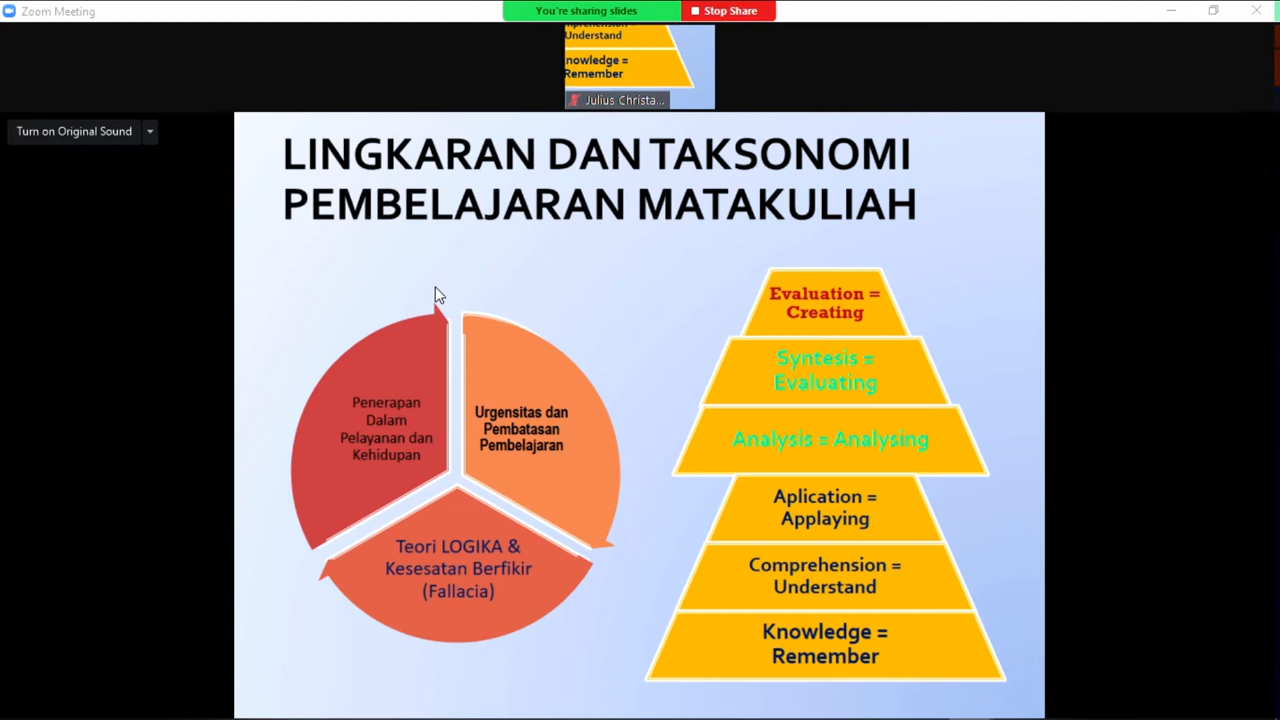 Zoom Meeting
You're sharing slides
Stop Share
Understand
nowledge =
Remember
Julius Christa...
Turn on Original Sound
LINGKARAN DAN TAKSONOMI
PEMBELAJARAN MATAKULIAH
Penerapan
Dalam
Pelayanan dan
Kehidupan
Urgensitas dan
Pembatasan
Pembelajaran
Teori LOGIKA &
Kesesatan Berfikir
(Fallacia)
Evaluation =
Creating
Syntesis =
Evaluating
Analysis = Analysing
Aplication =
Applaying
Comprehension =
Understand
Knowledge =
Remember